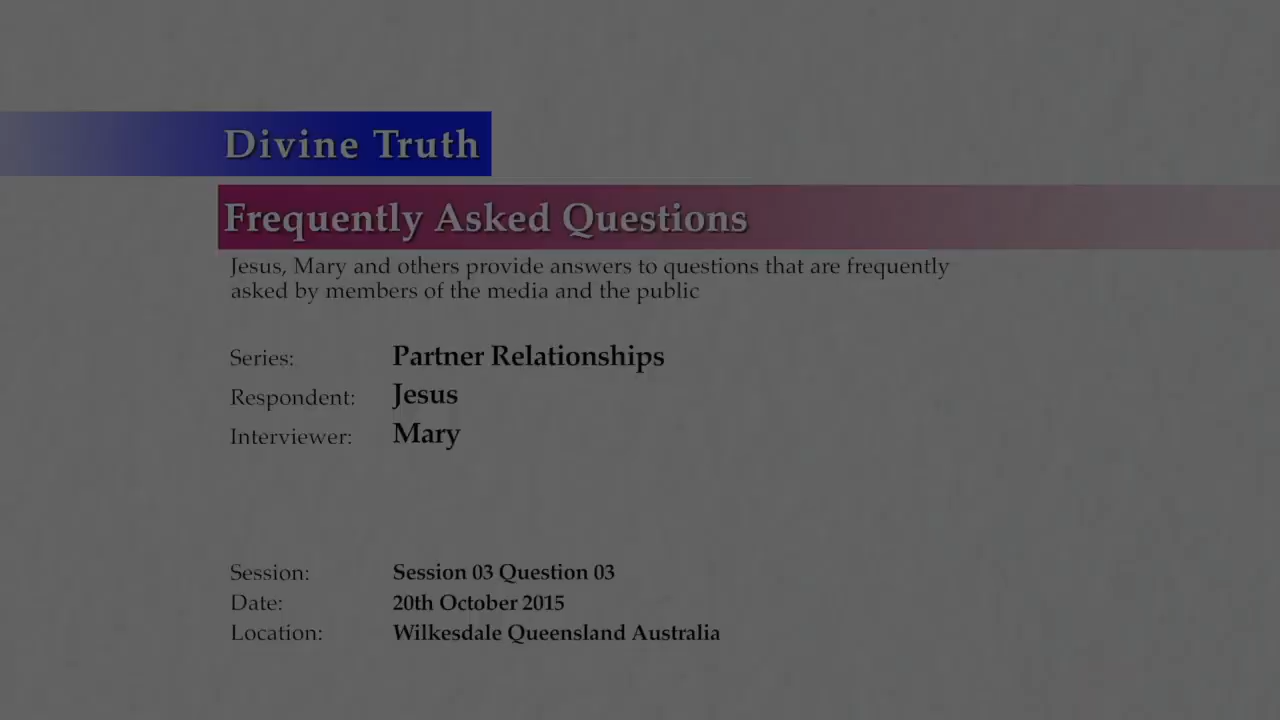 Divine Truth
Frequently Asked Questions
Jesus, Mary and others provide answers to questions that are frequently
asked by members of the media and the public
Series: Partner Relationships
Respondent: Jesus
Interviewer: Mary
Session: Session 03 Question 03
Date: 20th October 2015
Location: Wilkesdale Queensland Australia